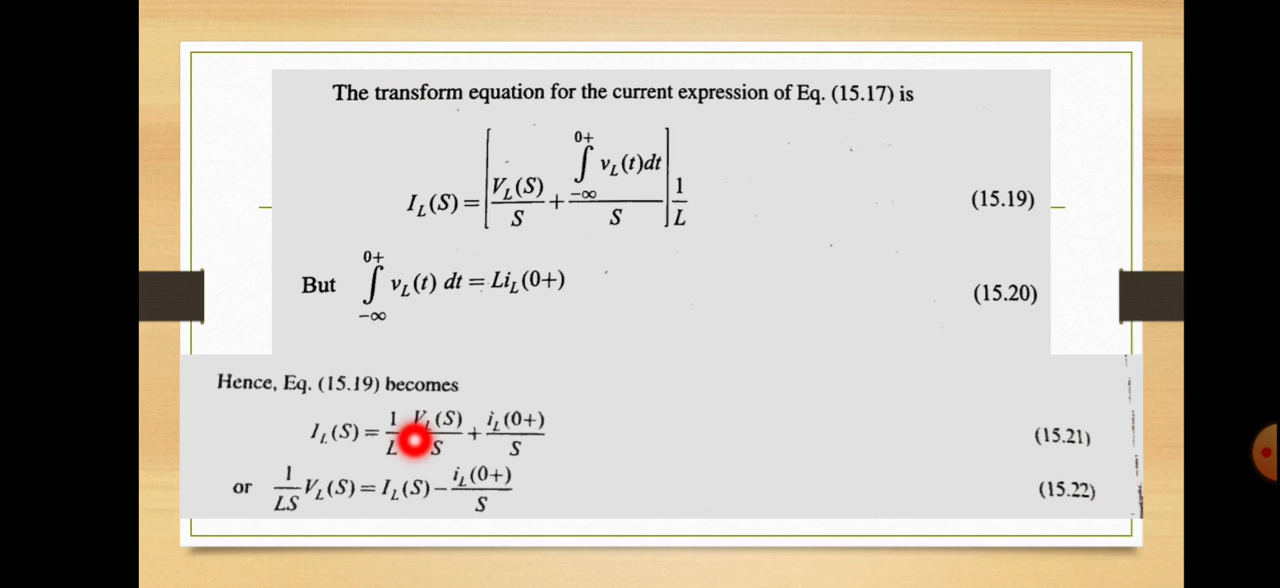 The transform equation for the current expression of Eq. (15.17) is
I_L(S) = [ V_L(S)/S + ∫_{-∞}^{0+} v_L(t)dt / S ] 1/L (15.19)
But ∫_{-∞}^{0+} v_L(t) dt = Li_L(0+) (15.20)
Hence, Eq. (15.19) becomes
I_L(S) = 1/L V_L(S)/S + i_L(0+)/S (15.21)
or 1/LS V_L(S) = I_L(S) - i_L(0+)/S (15.22)